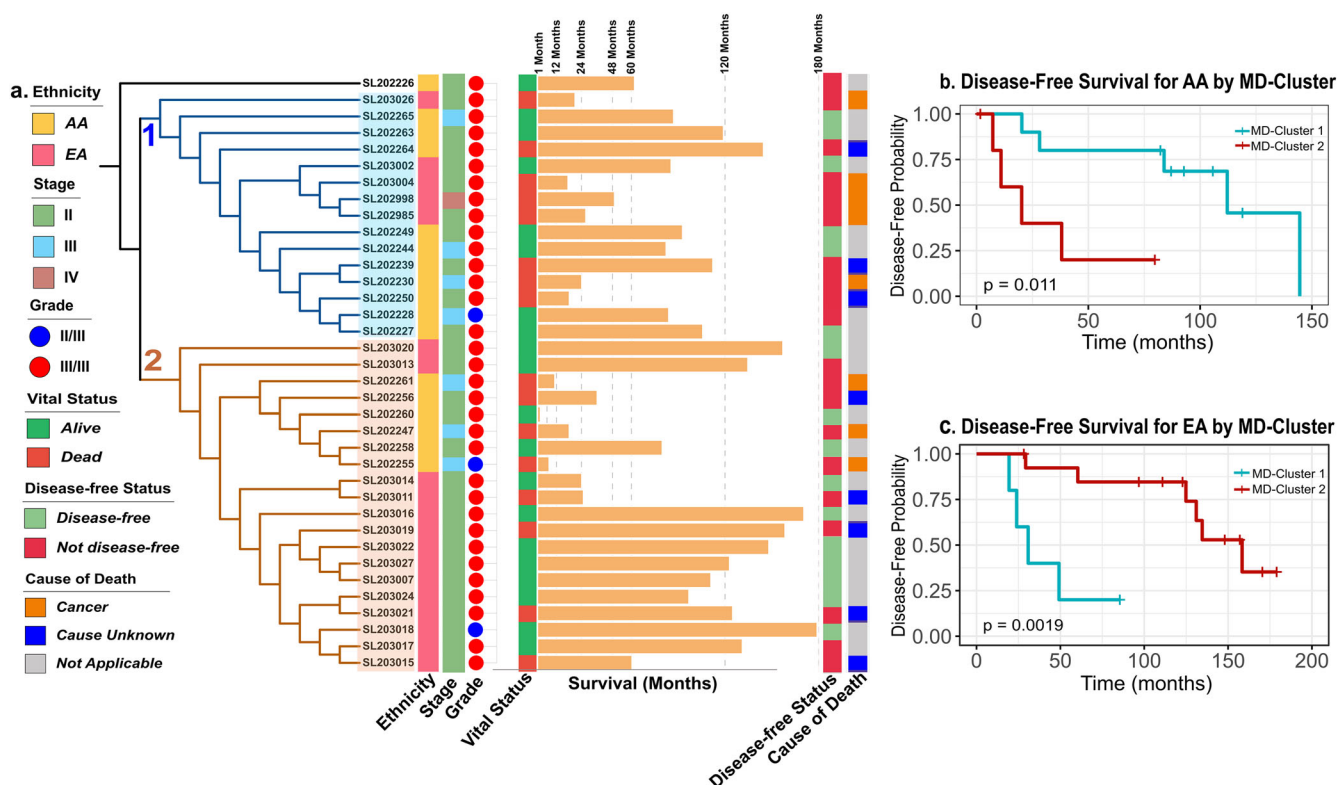 a.
Ethnicity
AA
EA
Stage
II
III
IV
Grade
II/III
III/III
Vital Status
Alive
Dead
Disease-free Status
Disease-free
Not disease-free
Cause of Death
Cancer
Cause Unknown
Not Applicable
1
2
1 Month
12 Months
24 Months
48 Months
60 Months
120 Months
180 Months
SL202226
SL203026
SL202265
SL202263
SL202264
SL203002
SL203004
SL202998
SL202985
SL202249
SL202244
SL202239
SL202230
SL202250
SL202228
SL202227
SL203020
SL203013
SL202261
SL202256
SL202260
SL202247
SL202258
SL202255
SL203014
SL203011
SL203016
SL203019
SL203022
SL203027
SL203007
SL203024
SL203021
SL203018
SL203017
SL203015
Ethnicity
Stage
Grade
Vital Status
Survival (Months)
Disease-free Status
Cause of Death
b. Disease-Free Survival for AA by MD-Cluster
Disease-Free Probability
1.00
0.75
0.50
0.25
0.00
MD-Cluster 1
MD-Cluster 2
p = 0.011
0 50 100 150
Time (months)
c. Disease-Free Survival for EA by MD-Cluster
Disease-Free Probability
1.00
0.75
0.50
0.25
0.00
MD-Cluster 1
MD-Cluster 2
p = 0.0019
0 50 100 150 200
Time (months)